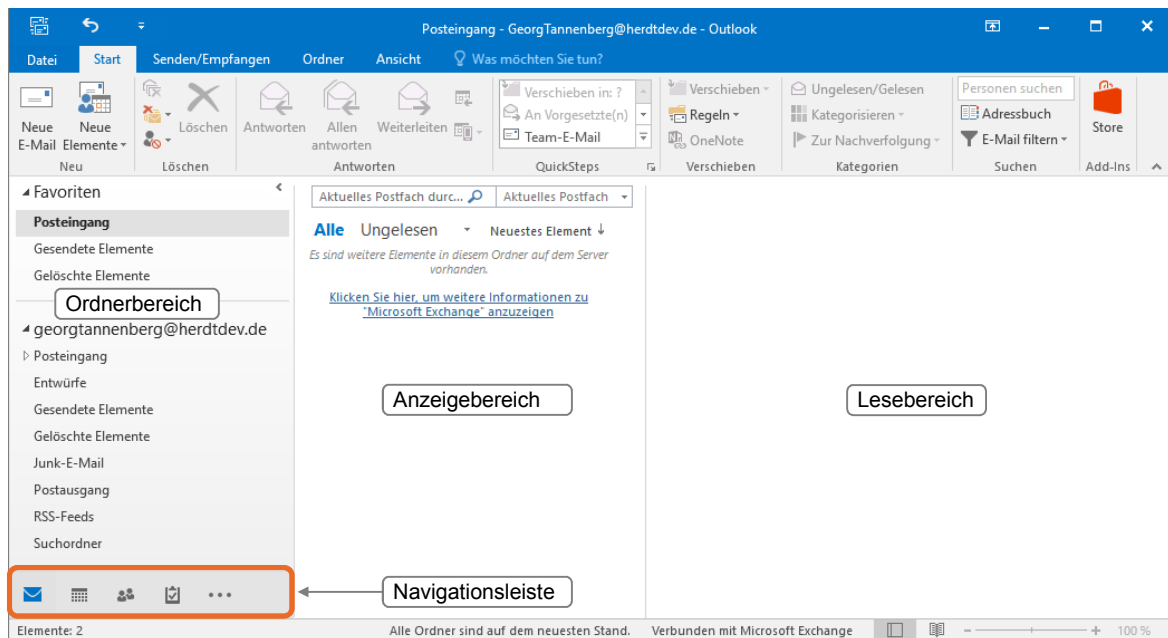 Posteingang - GeorgTannenberg@herdtdev.de - Outlook
Datei Start Senden/Empfangen Ordner Ansicht Was möchten Sie tun?
Neue E-Mail
Neue Elemente
Neu
Löschen
Löschen
Antworten
Allen antworten
Weiterleiten
Antworten
Verschieben in: ?
An Vorgesetzte(n)
Team-E-Mail
QuickSteps
Verschieben
Regeln
OneNote
Verschieben
Ungelesen/Gelesen
Kategorisieren
Zur Nachverfolgung
Kategorien
Personen suchen
Adressbuch
E-Mail filtern
Suchen
Store
Add-Ins
Favoriten
Posteingang
Gesendete Elemente
Gelöschte Elemente
Ordnerbereich
georgtannenberg@herdtdev.de
Posteingang
Entwürfe
Gesendete Elemente
Gelöschte Elemente
Junk-E-Mail
Postausgang
RSS-Feeds
Suchordner
Aktuelles Postfach durc... Aktuelles Postfach
Alle Ungelesen Neuestes Element ↓
Es sind weitere Elemente in diesem Ordner auf dem Server
vorhanden.
Klicken Sie hier, um weitere Informationen zu
"Microsoft Exchange" anzuzeigen
Anzeigebereich
Lesebereich
Navigationsleiste
Elemente: 2 Alle Ordner sind auf dem neuesten Stand. Verbunden mit Microsoft Exchange 100 %